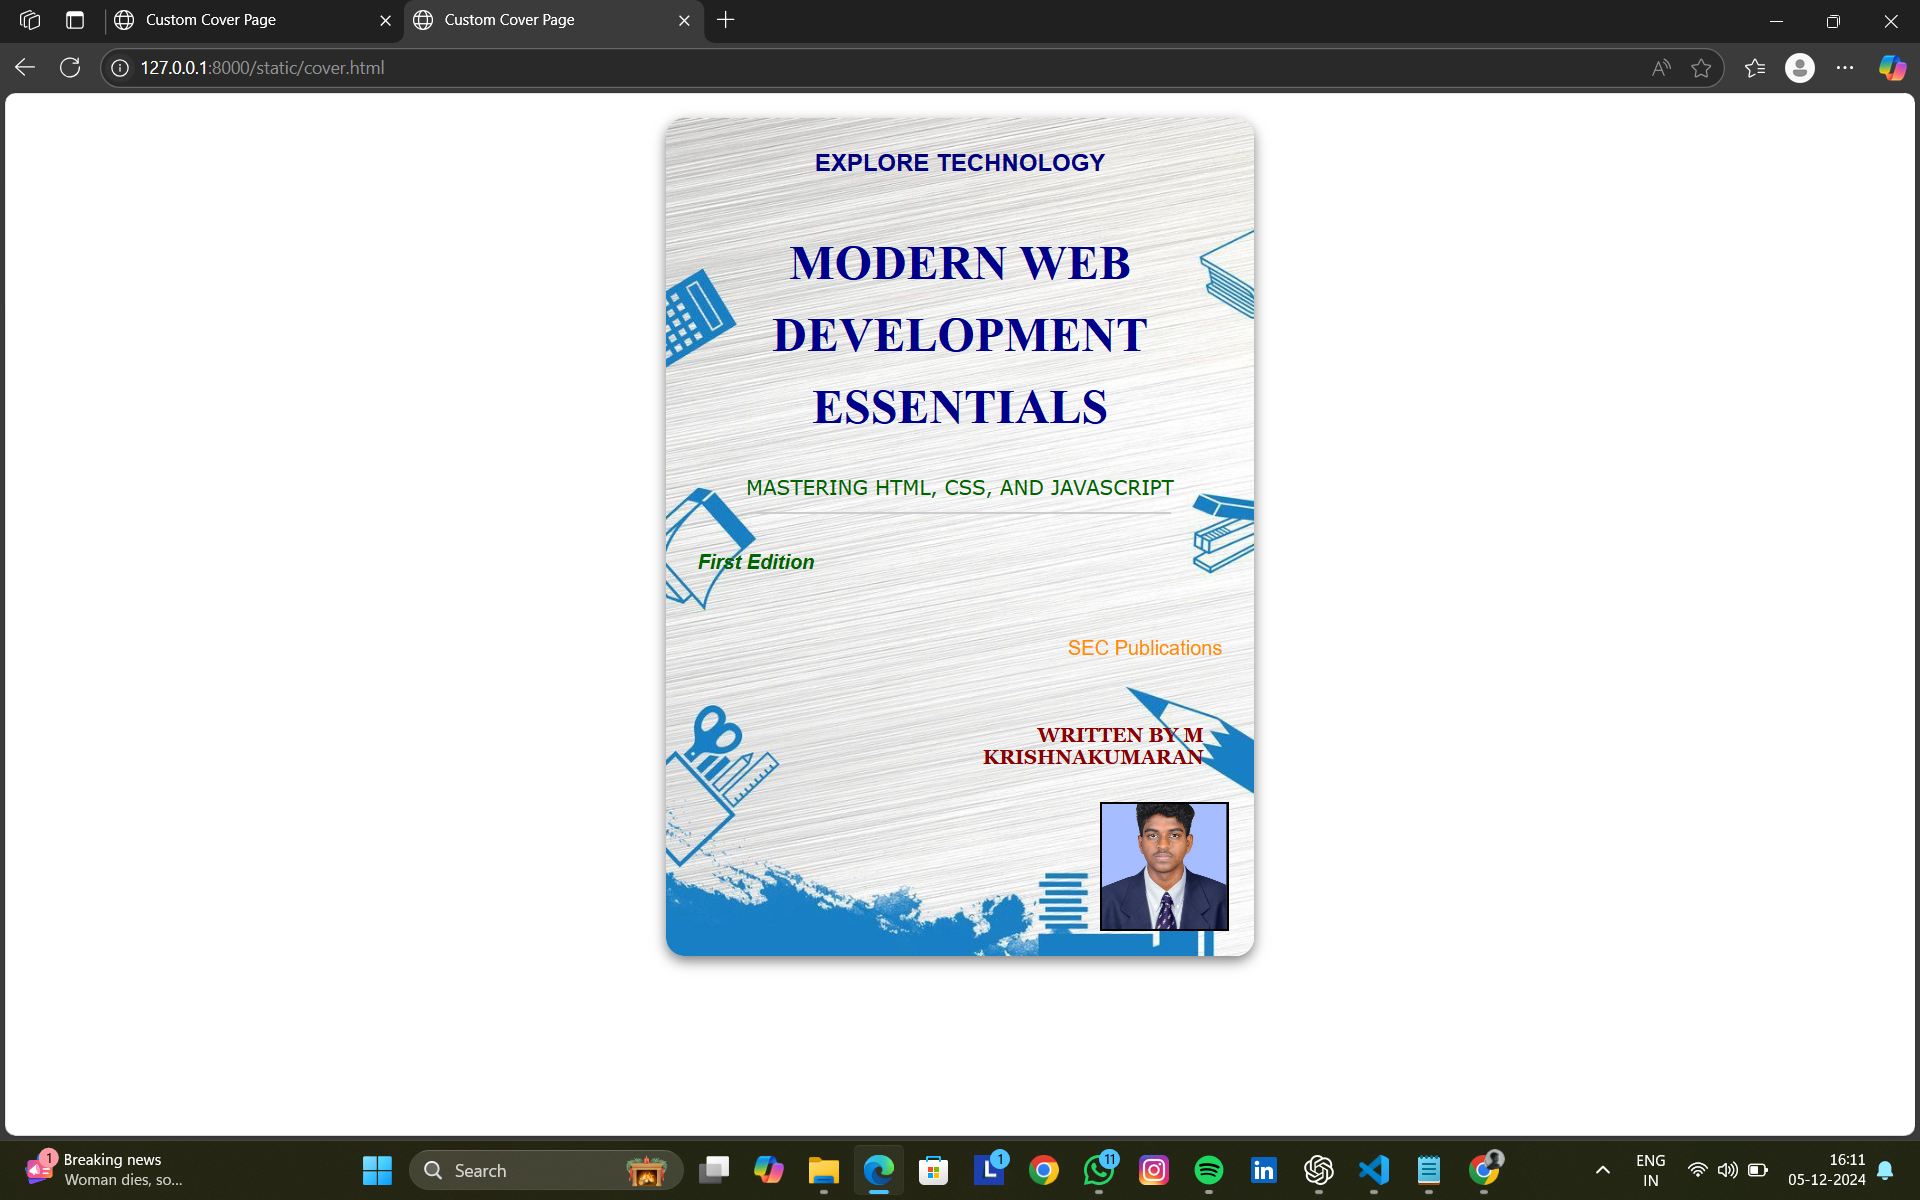 Custom Cover Page
Custom Cover Page
127.0.0.1:8000/static/cover.html
EXPLORE TECHNOLOGY
MODERN WEB
DEVELOPMENT
ESSENTIALS
MASTERING HTML, CSS, AND JAVASCRIPT
First Edition
SEC Publications
WRITTEN BY M
KRISHNAKUMARAN
1
Breaking news
Woman dies, so...
Search
L
1
11
in
ENG
IN
16:11
05-12-2024